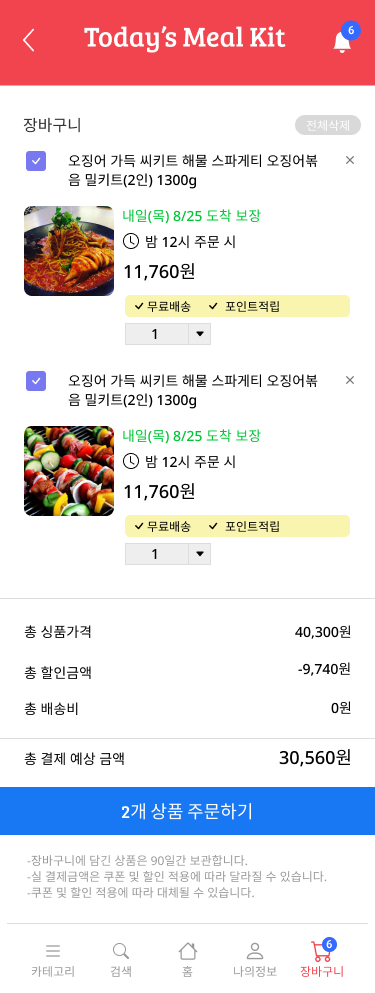 Today's Meal Kit
6
장바구니
전체삭제
오징어 가득 씨키트 해물 스파게티 오징어볶
음 밀키트(2인) 1300g
내일(목) 8/25 도착 보장
밤 12시 주문 시
11,760원
무료배송 포인트적립
1
오징어 가득 씨키트 해물 스파게티 오징어볶
음 밀키트(2인) 1300g
내일(목) 8/25 도착 보장
밤 12시 주문 시
11,760원
무료배송 포인트적립
1
총 싱품가격 40,300원
총 할인금액 -9,740원
총 배송비 0원
총 결제 예상 금액 30,560원
2개 상품 주문하기
-장바구니에 담긴 상품은 90일간 보관합니다.
-실 결제금액은 쿠폰 및 할인 적용에 따라 달라질 수 있습니다.
-쿠폰 및 할인 적용에 따라 대체될 수 있습니다.
6
카테고리 검색 홈 나의정보 장바구니